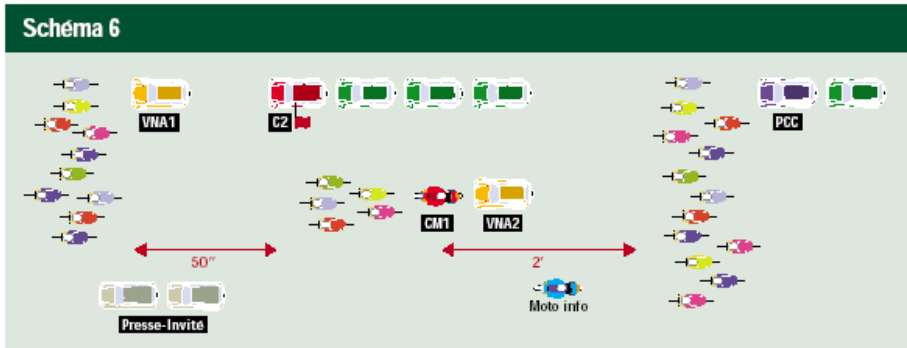 Schéma 6
VNA1
C2
PCC
CM1
VNA2
50"
2'
Moto info
Presse-Invité